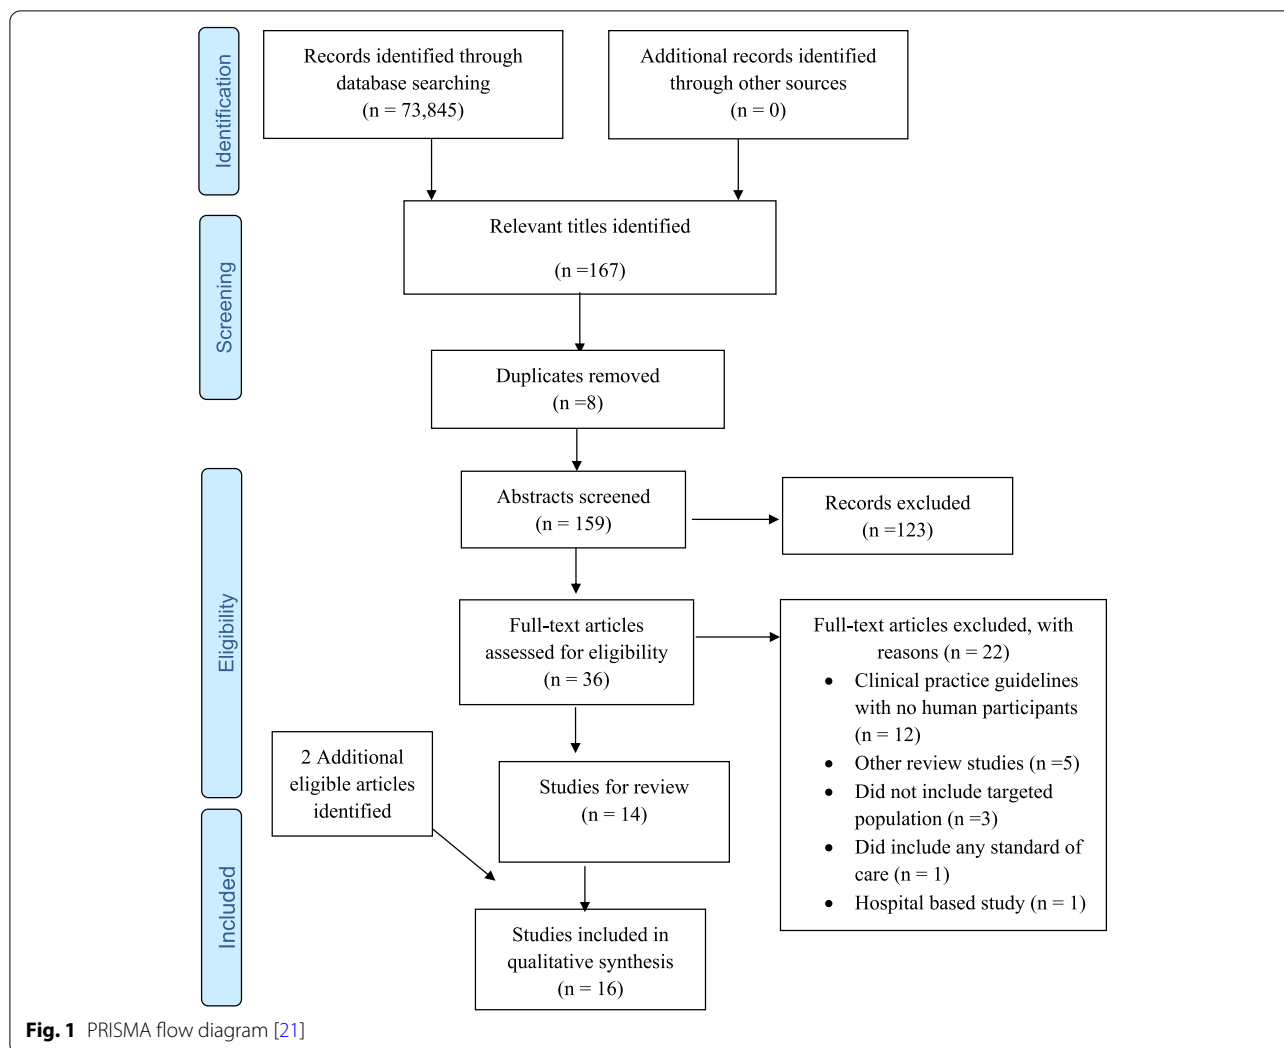 Identification
Records identified through
database searching
(n = 73,845)
Additional records identified
through other sources
(n = 0)
Screening
Relevant titles identified
(n =167)
Duplicates removed
(n =8)
Eligibility
Abstracts screened
(n = 159)
Records excluded
(n =123)
Full-text articles
assessed for eligibility
(n = 36)
Full-text articles excluded, with
reasons (n = 22)
• Clinical practice guidelines
with no human participants
(n = 12)
• Other review studies (n =5)
• Did not include targeted
population (n =3)
• Did include any standard of
care (n = 1)
• Hospital based study (n = 1)
2 Additional
eligible articles
identified
Studies for review
(n = 14)
Included
Studies included in
qualitative synthesis
(n = 16)
Fig. 1 PRISMA flow diagram [21]